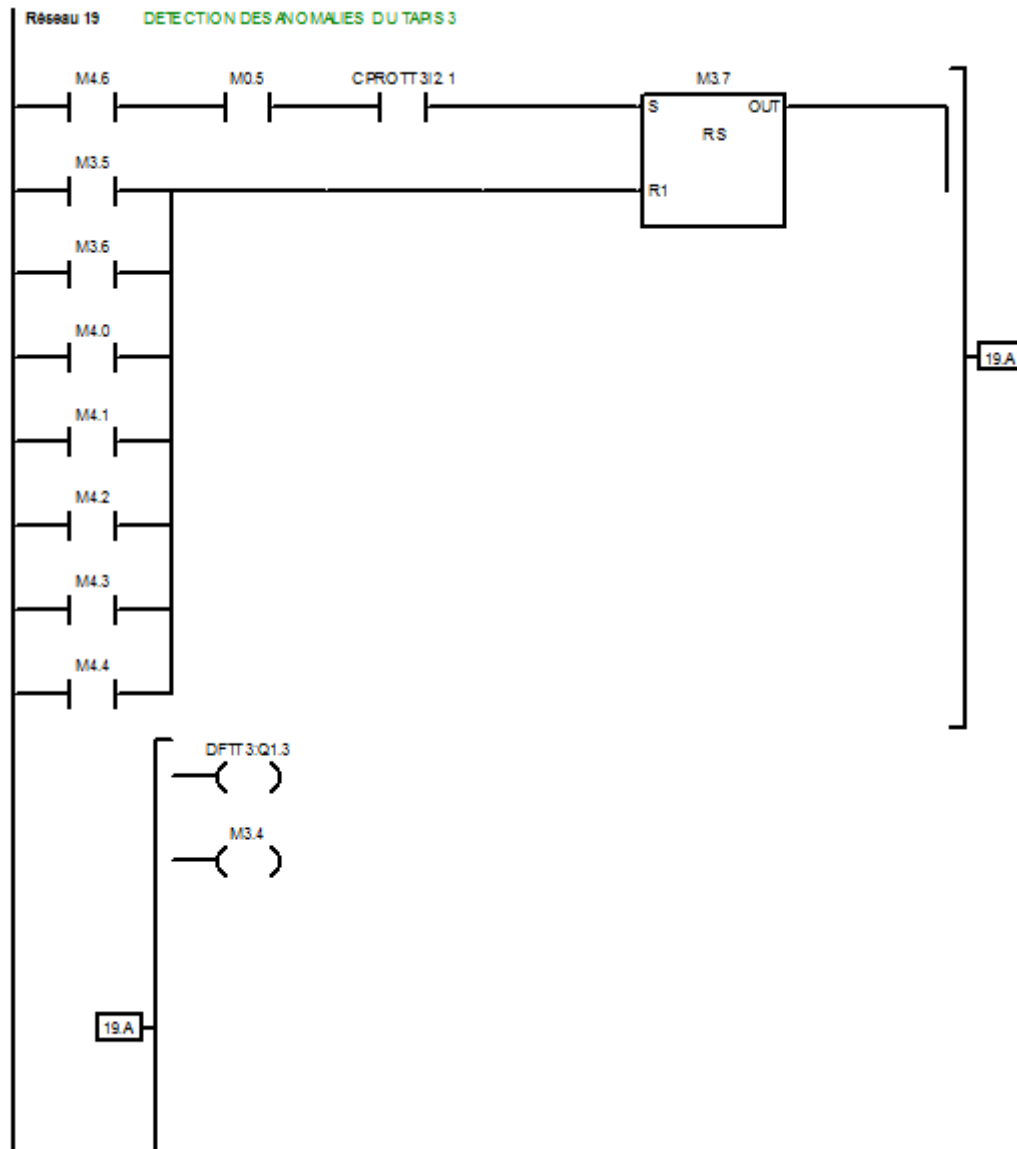 Réseau 19 DETECTION DES ANOMALIES DU TAPIS 3
M4.6 M0.5 CPROTT3:I2.1 M3.7
S OUT
RS
M3.5
R1
M3.6
M4.0
19.A
M4.1
M4.2
M4.3
M4.4
DFTT3:Q1.3
M3.4
19.A